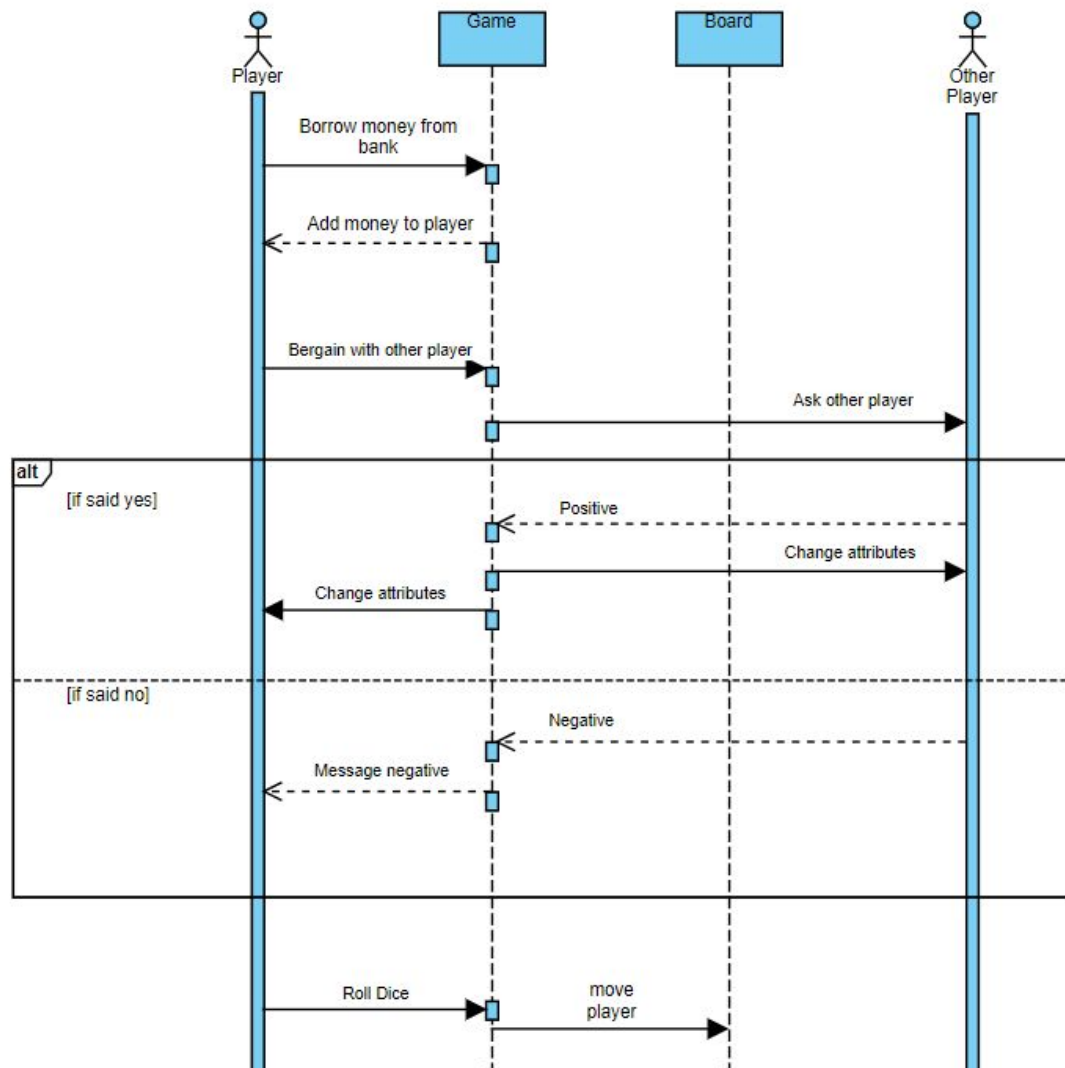 Game
Board
Player
Other
Player
Borrow money from
bank
Add money to player
Bergain with other player
Ask other player
alt
[if said yes]
Positive
Change attributes
Change attributes
[if said no]
Negative
Message negative
Roll Dice
move
player